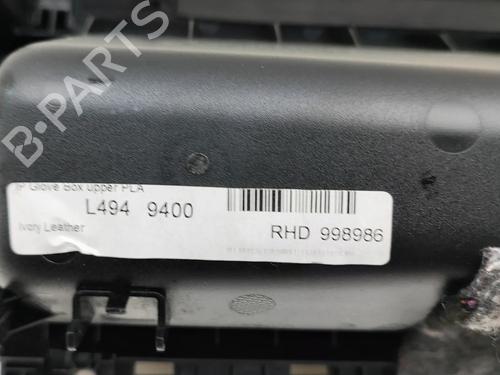 B-PARTS
IP Glove Box upper PLA
L494 9400
Ivory Leather
RHD 998986